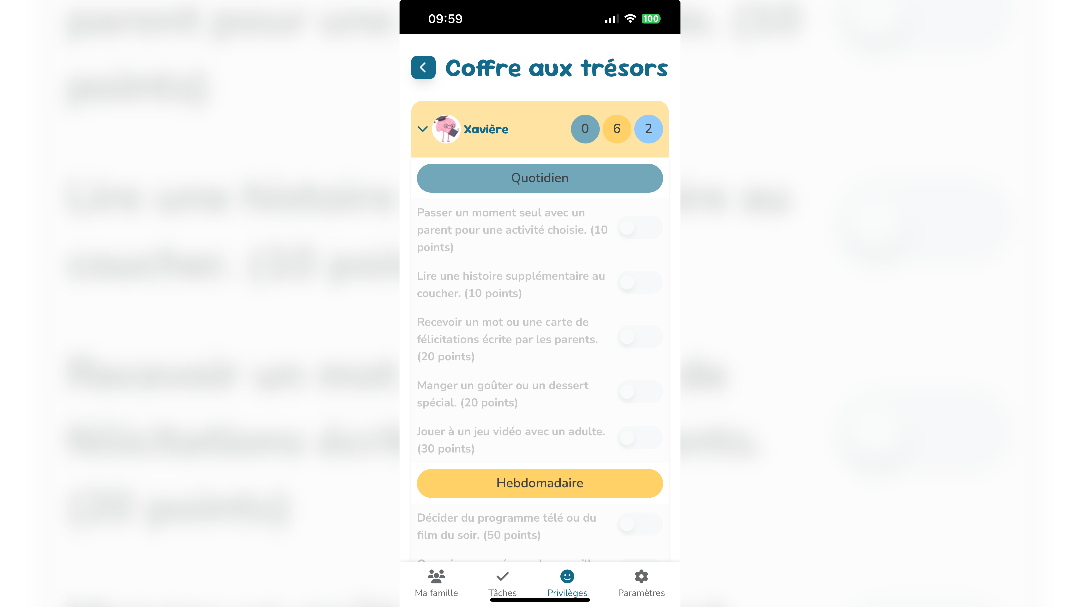 09:59
100
Coffre aux trésors
Xavière
0 6 2
Quotidien
Passer un moment seul avec un
parent pour une activité choisie. (10
points)
Lire une histoire supplémentaire au
coucher. (10 points)
Recevoir un mot ou une carte de
félicitations écrite par les parents.
(20 points)
Manger un goûter ou un dessert
spécial. (20 points)
Jouer à un jeu vidéo avec un adulte.
(30 points)
Hebdomadaire
Décider du programme télé ou du
film du soir. (50 points)
Ma famille
Tâches
Privilèges
Paramètres